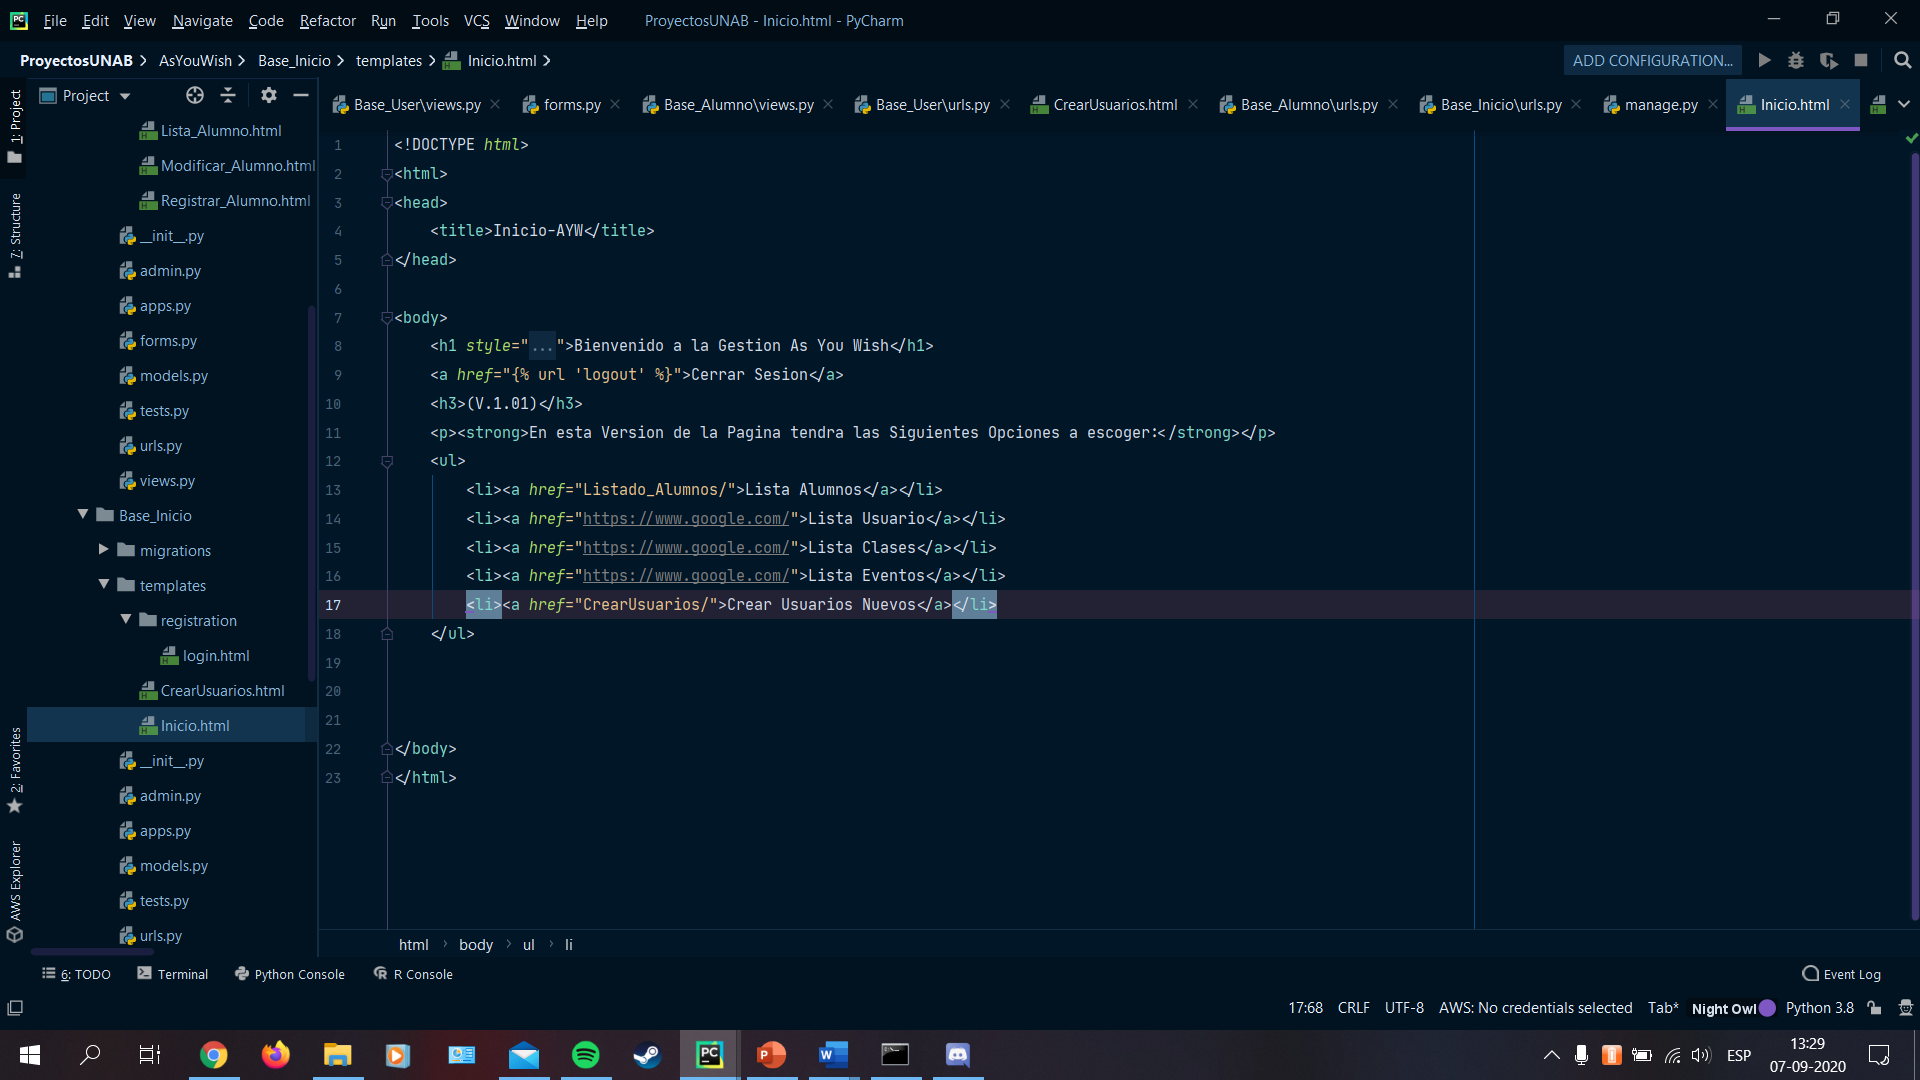 File Edit View Navigate Code Refactor Run Tools VCS Window Help ProyectosUNAB - Inicio.html - PyCharm
ProyectosUNAB AsYouWish Base_Inicio templates Inicio.html ADD CONFIGURATION...
Project
Base_User\views.py forms.py Base_Alumno\views.py Base_User\urls.py CrearUsuarios.html Base_Alumno\urls.py Base_Inicio\urls.py manage.py Inicio.html
1: Project
7: Structure
2: Favorites
AWS Explorer
Lista_Alumno.html
Modificar_Alumno.html
Registrar_Alumno.html
__init__.py
admin.py
apps.py
forms.py
models.py
tests.py
urls.py
views.py
Base_Inicio
migrations
templates
registration
login.html
CrearUsuarios.html
Inicio.html
__init__.py
admin.py
apps.py
models.py
tests.py
urls.py
1 <!DOCTYPE html>
2 <html>
3 <head>
4 <title>Inicio-AYW</title>
5 </head>
6
7 <body>
8 <h1 style="...">Bienvenido a la Gestion As You Wish</h1>
9 <a href="{% url 'logout' %}">Cerrar Sesion</a>
10 <h3>(V.1.01)</h3>
11 <p><strong>En esta Version de la Pagina tendra las Siguientes Opciones a escoger:</strong></p>
12 <ul>
13 <li><a href="Listado_Alumnos/">Lista Alumnos</a></li>
14 <li><a href="https://www.google.com/">Lista Usuario</a></li>
15 <li><a href="https://www.google.com/">Lista Clases</a></li>
16 <li><a href="https://www.google.com/">Lista Eventos</a></li>
17 <li><a href="CrearUsuarios/">Crear Usuarios Nuevos</a></li>
18 </ul>
19
20
21
22 </body>
23 </html>
html body ul li
6: TODO Terminal Python Console R Console Event Log
17:68 CRLF UTF-8 AWS: No credentials selected Tab* Night Owl Python 3.8
ESP 13:29
07-09-2020